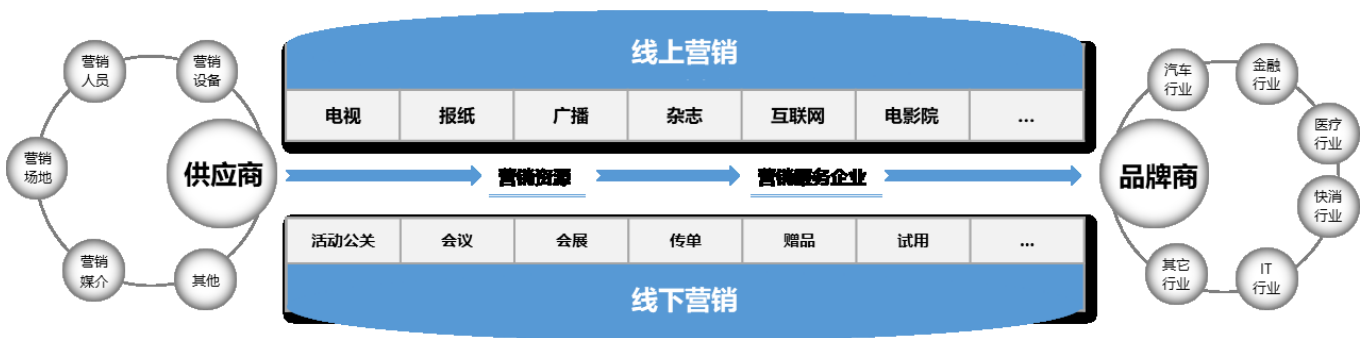 营销
人员
营销
设备
营销
场地
供应商
营销
媒介
其他
线上营销
电视 报纸 广播 杂志 互联网 电影院 ...
营销资源 营销服务企业
活动公关 会议 会展 传单 赠品 试用 ...
线下营销
汽车
行业
金融
行业
医疗
行业
品牌商
快消
行业
其它
行业
IT
行业